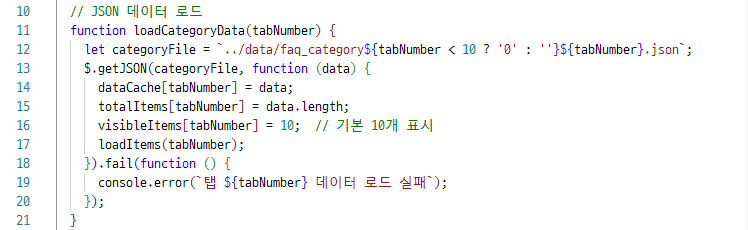 10 // JSON 데이터 로드
11 function loadCategoryData(tabNumber) {
12 let categoryFile = `../data/faq_category${tabNumber < 10 ? '0' : ''}${tabNumber}.json`;
13 $.getJSON(categoryFile, function (data) {
14 dataCache[tabNumber] = data;
15 totalItems[tabNumber] = data.length;
16 visibleItems[tabNumber] = 10;  // 기본 10개 표시
17 loadItems(tabNumber);
18 }).fail(function () {
19 console.error(`탭 ${tabNumber} 데이터 로드 실패`);
20 });
21 }